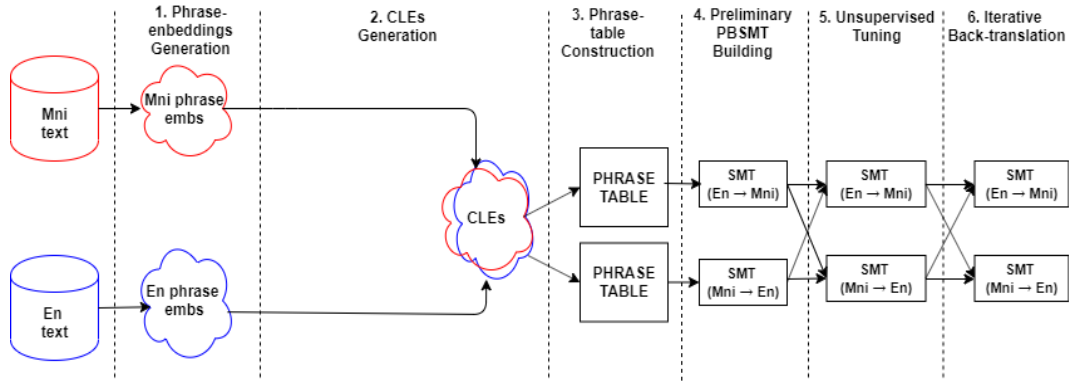 1. Phrase-
enbeddings
Generation
2. CLEs
Generation
3. Phrase-
table
Construction
4. Preliminary
PBSMT
Building
5. Unsupervised
Tuning
6. Iterative
Back-translation
Mni
text
Mni phrase
embs
En
text
En phrase
embs
CLEs
PHRASE
TABLE
PHRASE
TABLE
SMT
(En → Mni)
SMT
(Mni → En)
SMT
(En → Mni)
SMT
(Mni → En)
SMT
(En → Mni)
SMT
(Mni → En)